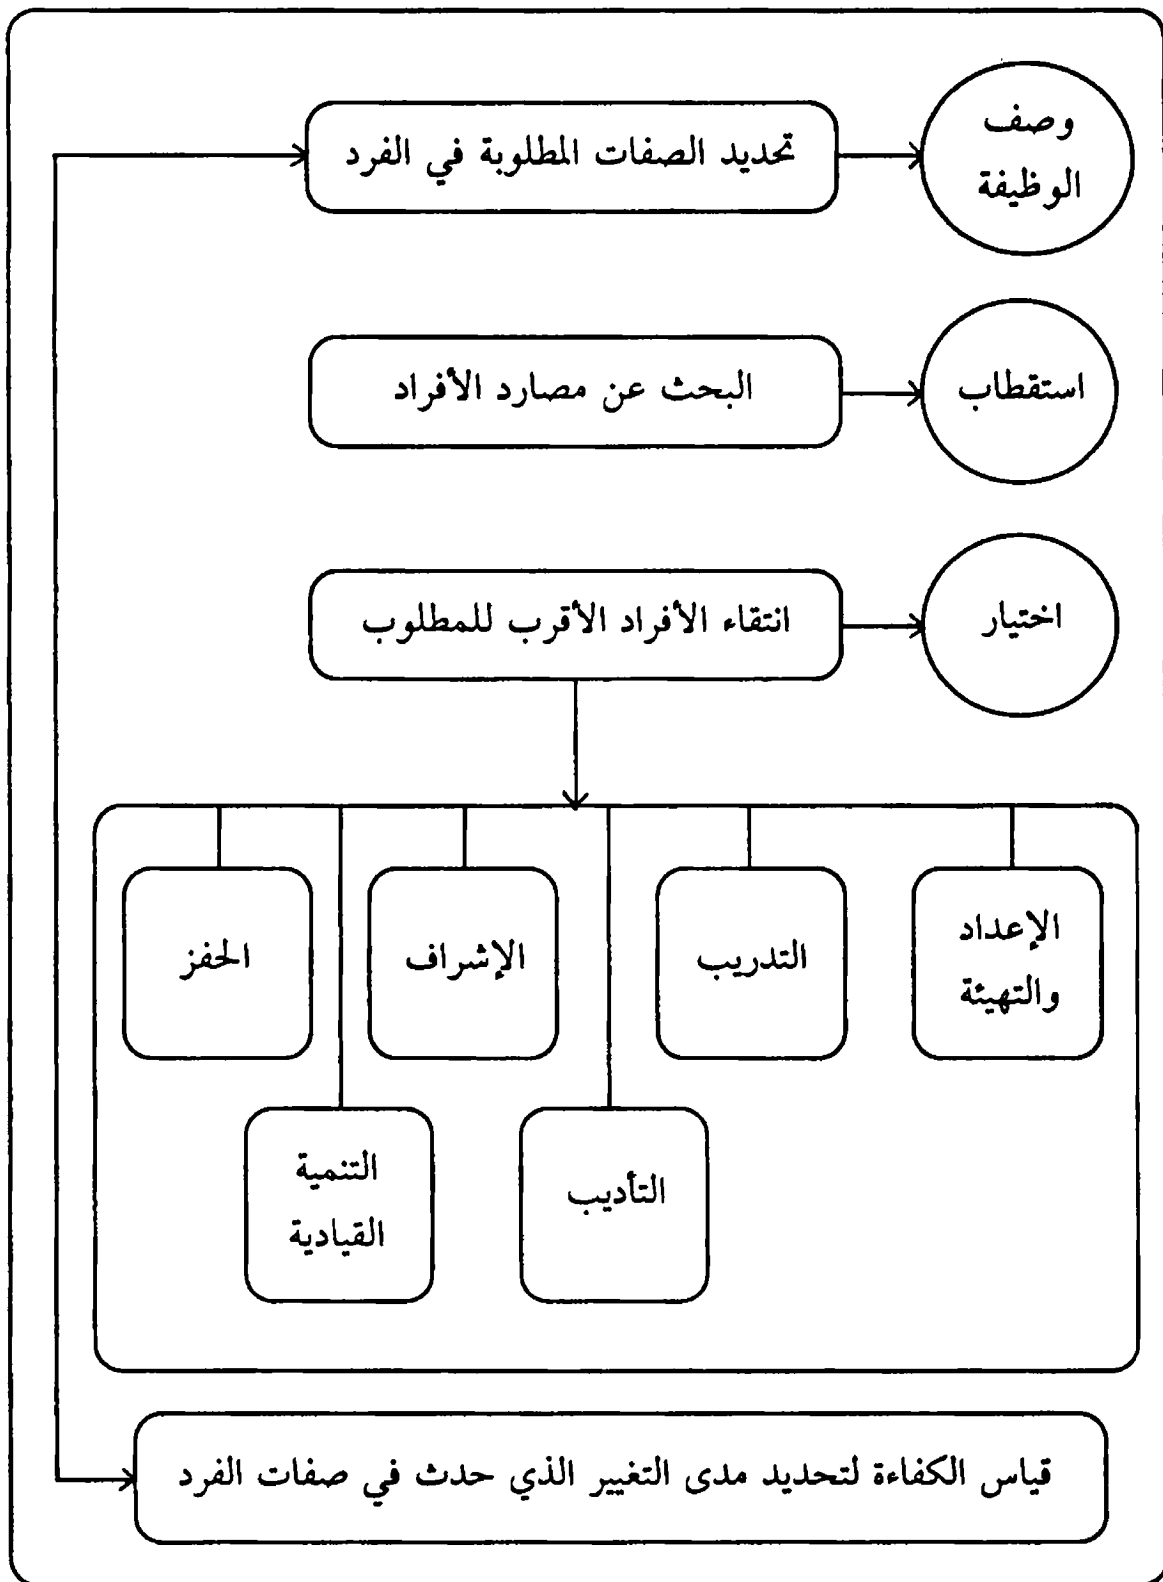 وصف
الوظيفة
تحديد الصفات المطلوبة في الفرد
استقطاب
البحث عن مصارد الأفراد
اختيار
انتقاء الأفراد الأقرب للمطلوب
الإعداد
والتهيئة
التدريب
الإشراف
الحفز
التأديب
التنمية
القيادية
قياس الكفاءة لتحديد مدى التغيير الذي حدث في صفات الفرد